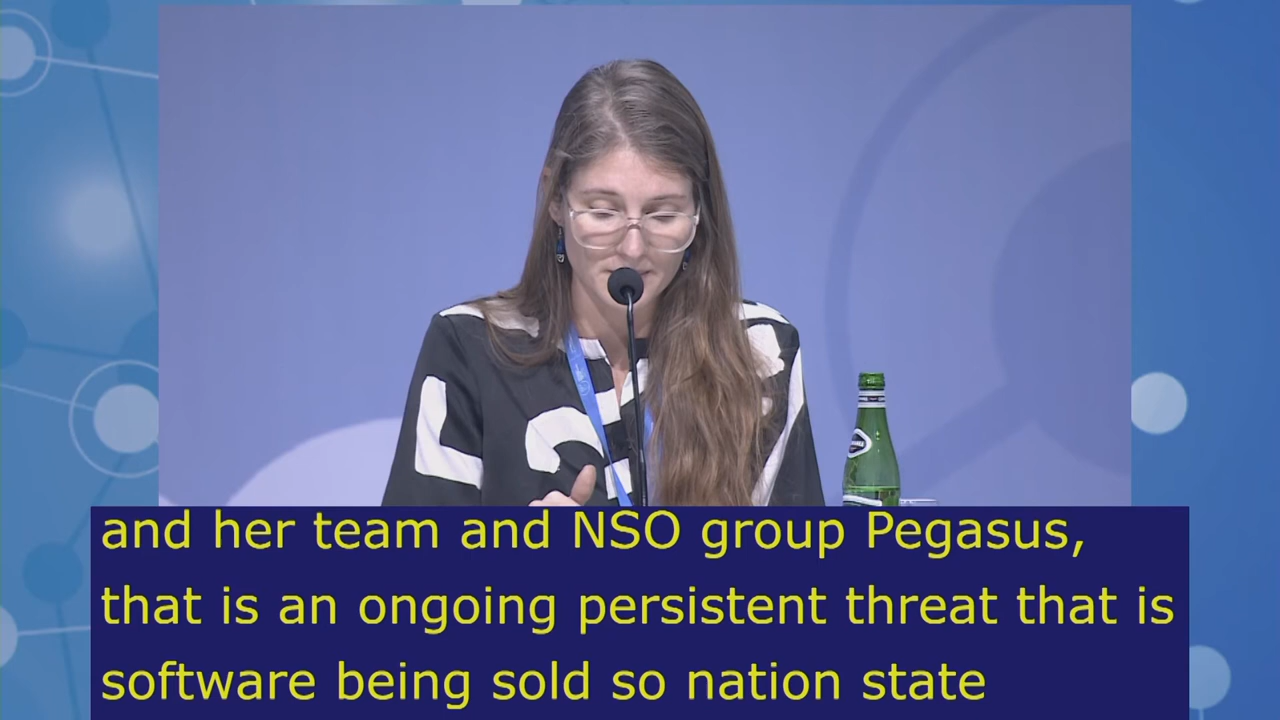 and her team and NSO group Pegasus,
that is an ongoing persistent threat that is
software being sold so nation state